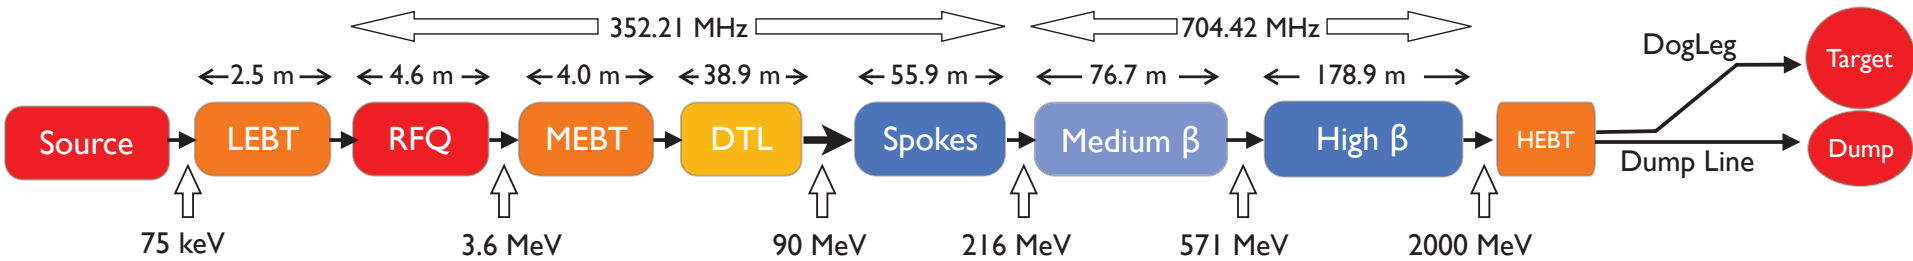 352.21 MHz
704.42 MHz
2.5 m
4.6 m
4.0 m
38.9 m
55.9 m
76.7 m
178.9 m
DogLeg
Target
Source
LEBT
RFQ
MEBT
DTL
Spokes
Medium β
High β
HEBT
Dump Line
Dump
75 keV
3.6 MeV
90 MeV
216 MeV
571 MeV
2000 MeV